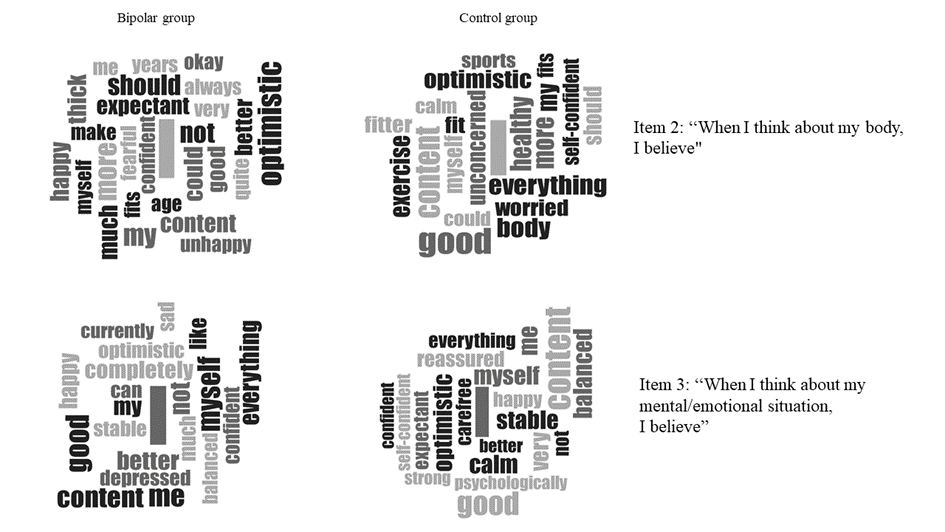 Bipolar group
Control group
me years okay
should always
expectant very
thick
make
not
happy
myself
more
fearful
confident
could
good
quite
better
optimistic
much
fits
age
my
content
unhappy
sports
optimistic
calm
fitter
fit
exercise
content
myself
unconcerned
healthy
more
my
fits
self-confident
should
everything
could
worried
good
body
Item 2: “When I think about my body,
I believe"
currently
sad
like
optimistic
completely
happy
can
my
not
myself
everything
good
stable
much
balanced
confident
better
depressed
content me
everything
me
content
reassured
myself
balanced
confident
self-confident
expectant
optimistic
carefree
happy
stable
better
very
not
calm
strong
psychologically
good
Item 3: “When I think about my
mental/emotional situation,
I believe”